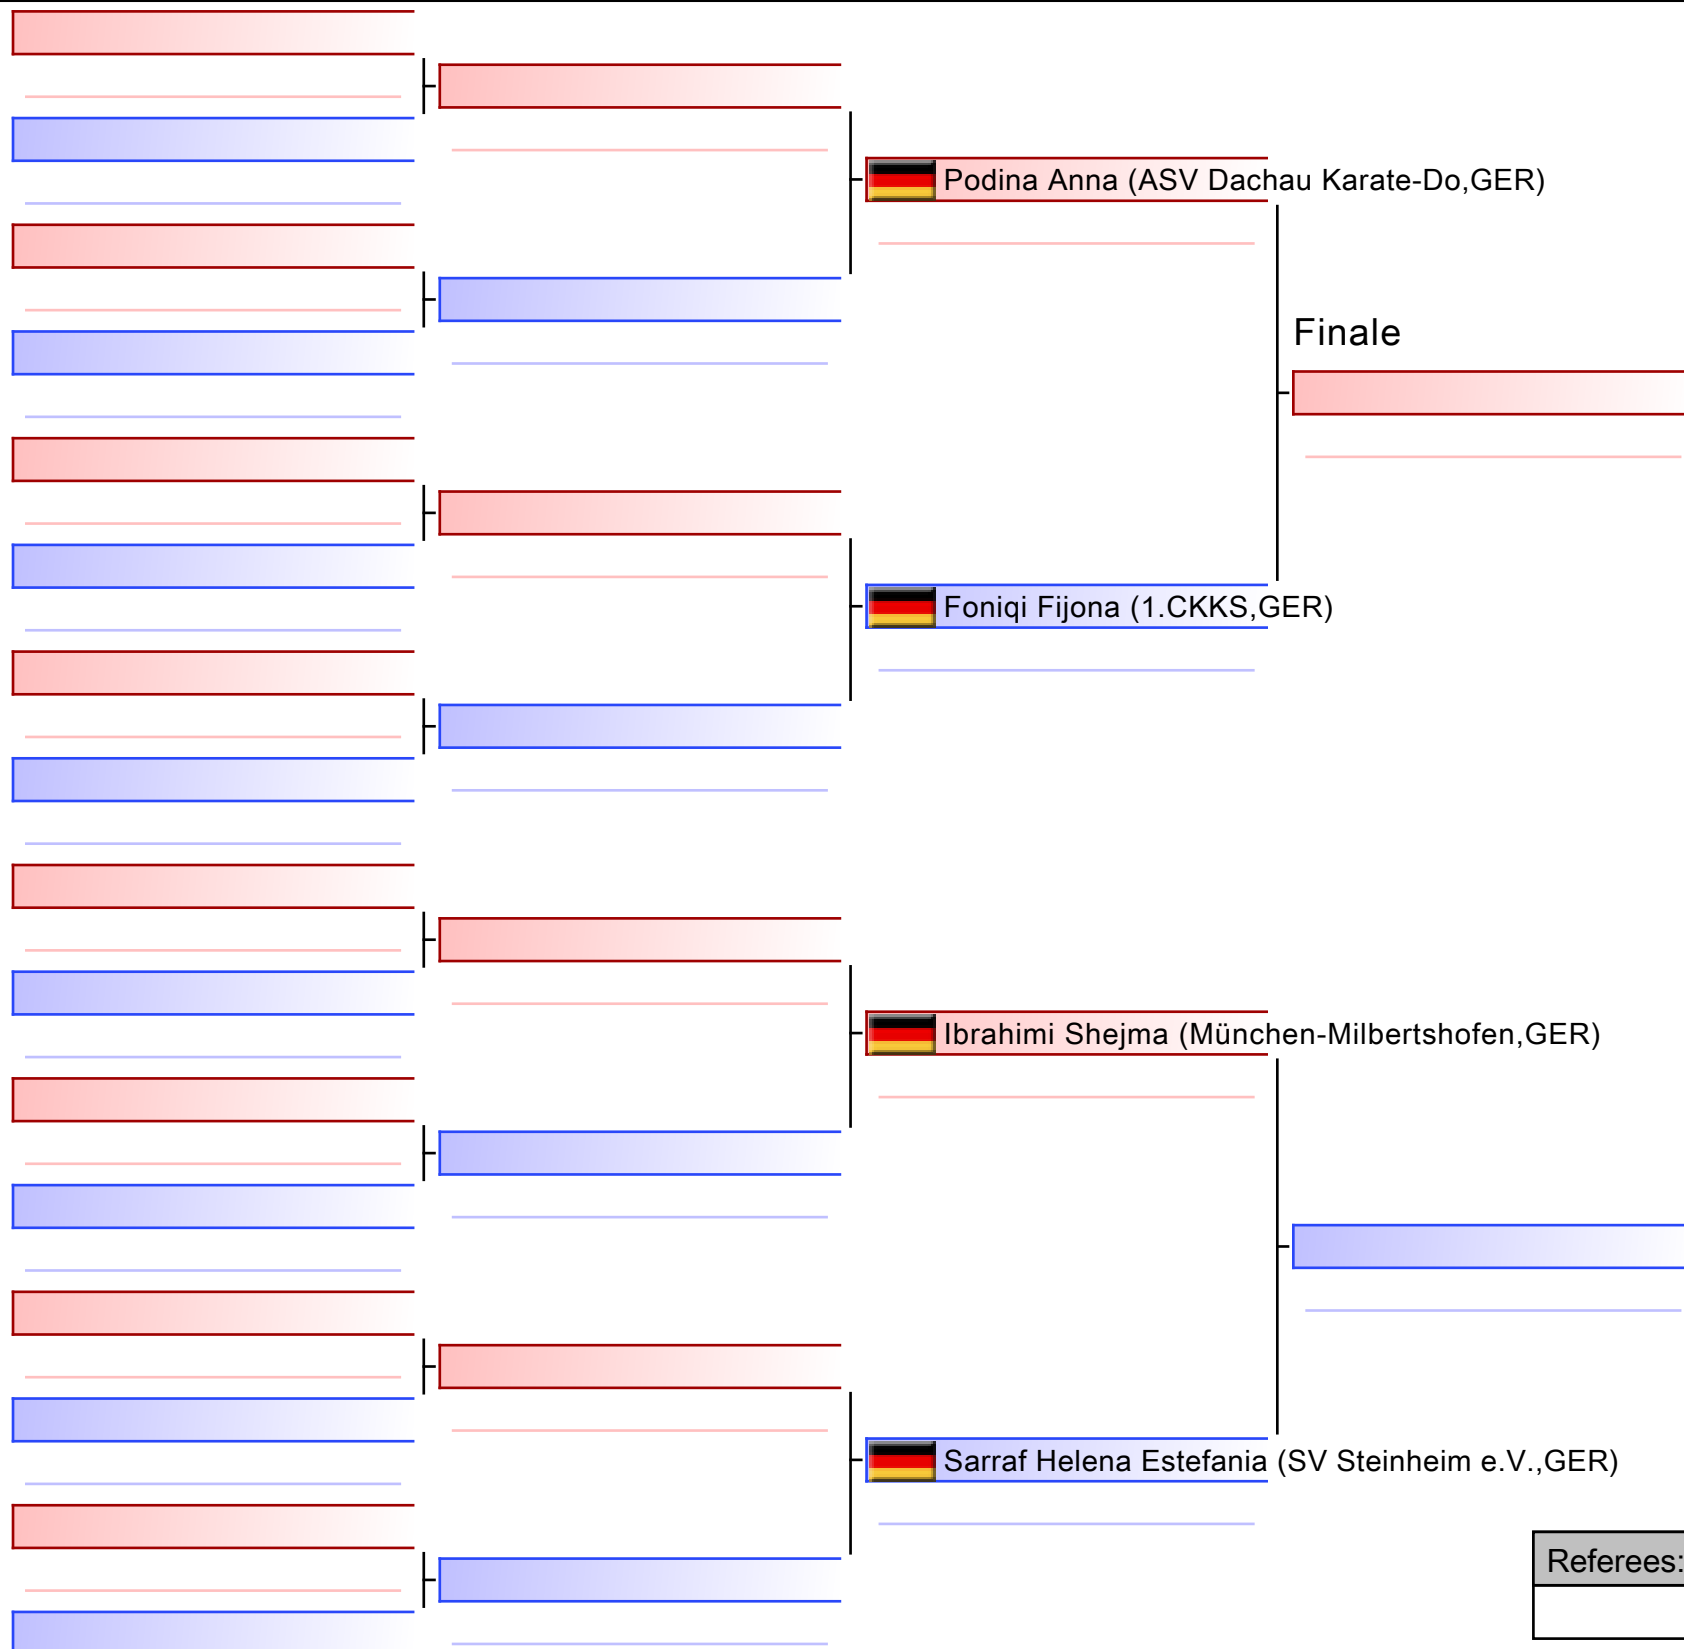 Podina Anna (ASV Dachau Karate-Do,GER)
Finale
Foniqi Fijona (1.CKKS,GER)
Ibrahimi Shejma (München-Milbertshofen,GER)
Sarraf Helena Estefania (SV Steinheim e.V.,GER)
Referees: